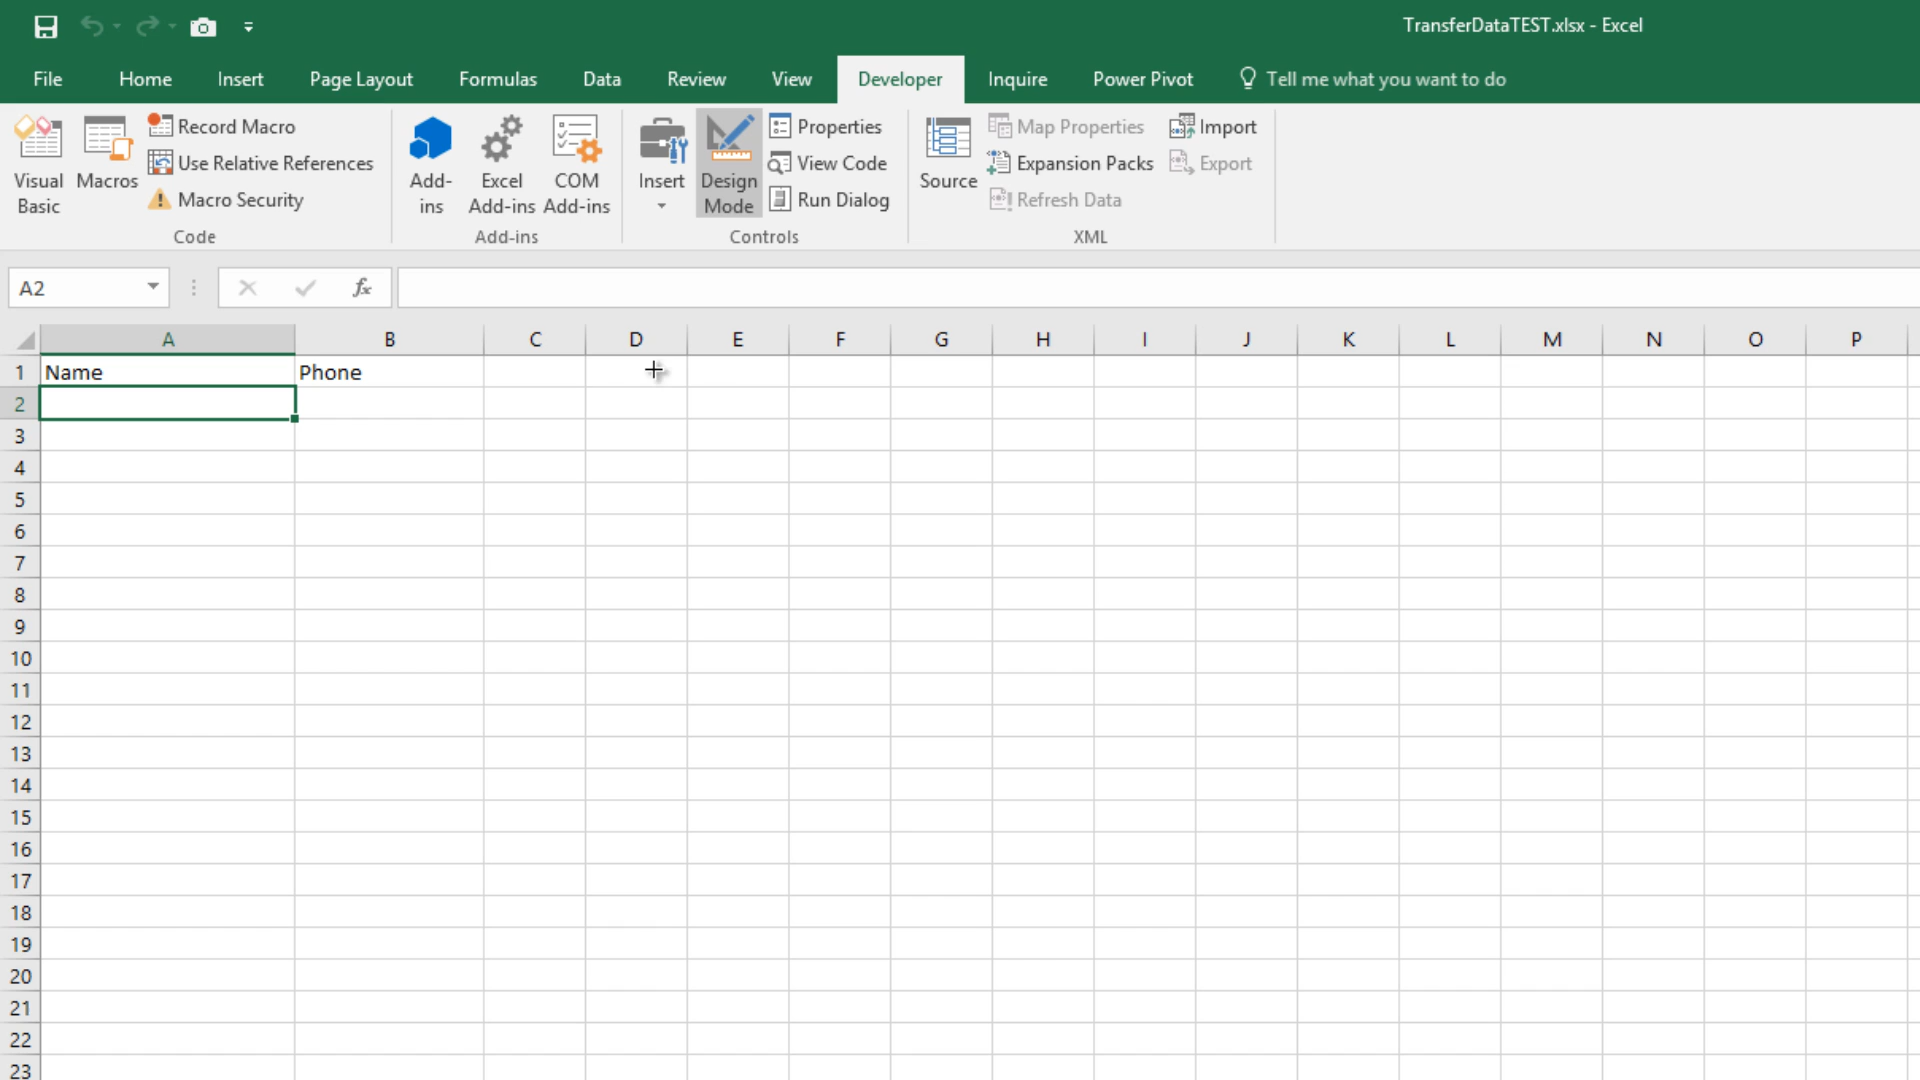 TransferDataTEST.xlsx - Excel
File Home Insert Page Layout Formulas Data Review View Developer Inquire Power Pivot Tell me what you want to do
Visual Basic
Macros
Record Macro
Use Relative References
Macro Security
Code
Add-ins
Excel Add-ins
COM Add-ins
Add-ins
Insert
Design Mode
Properties
View Code
Run Dialog
Controls
Source
Map Properties
Expansion Packs
Refresh Data
Import
Export
XML
A2
fx
A B C D E F G H I J K L M N O P
1 Name Phone
2
3
4
5
6
7
8
9
10
11
12
13
14
15
16
17
18
19
20
21
22
23